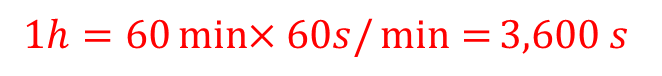 1h = 60 min× 60s/ min = 3,600 s